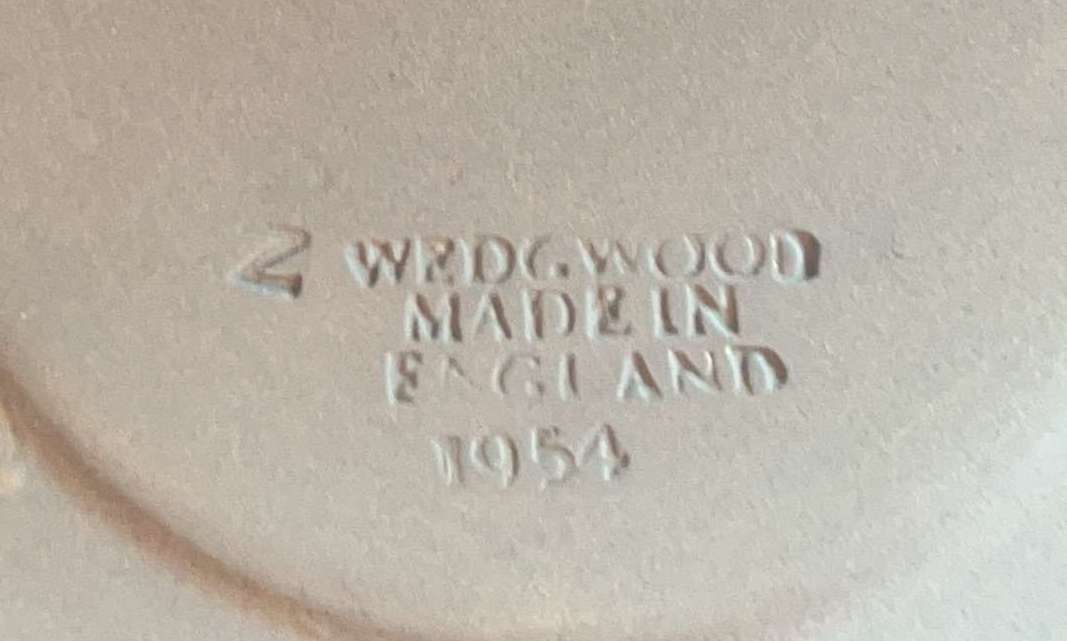 N WEDGWOOD
MADE IN
ENGLAND
1954